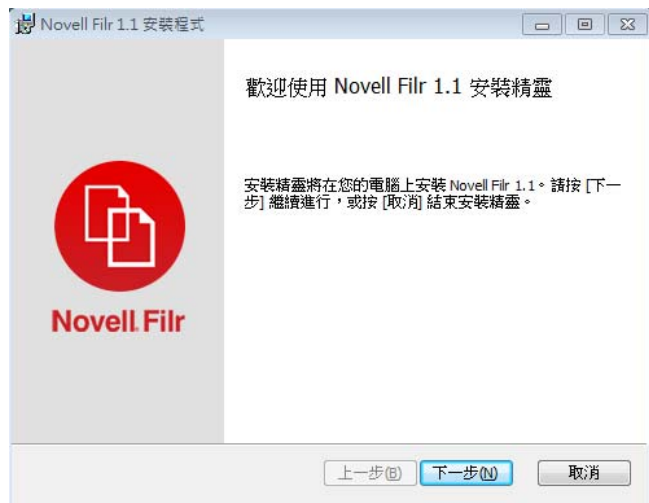 Novell Filr 1.1 安裝程式
歡迎使用 Novell Filr 1.1 安裝精靈
安裝精靈將在您的電腦上安裝 Novell Filr 1.1。請按 [下一
步] 繼續進行，或按 [取消] 結束安裝精靈。
Novell Filr
上一步(B) 下一步(N) 取消